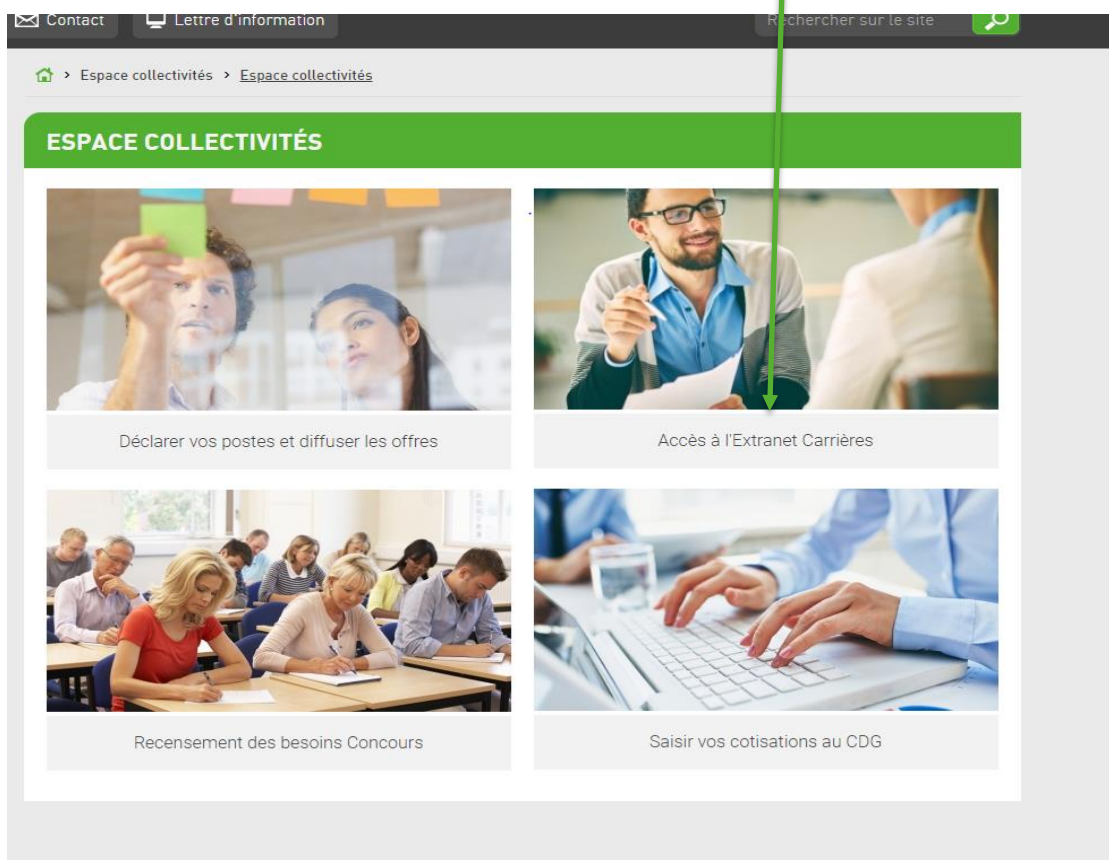 Contact
Lettre d'information
Rechercher sur le site
> Espace collectivités > Espace collectivités
ESPACE COLLECTIVITÉS
Déclarer vos postes et diffuser les offres
Accès à l'Extranet Carrières
Recensement des besoins Concours
Saisir vos cotisations au CDG